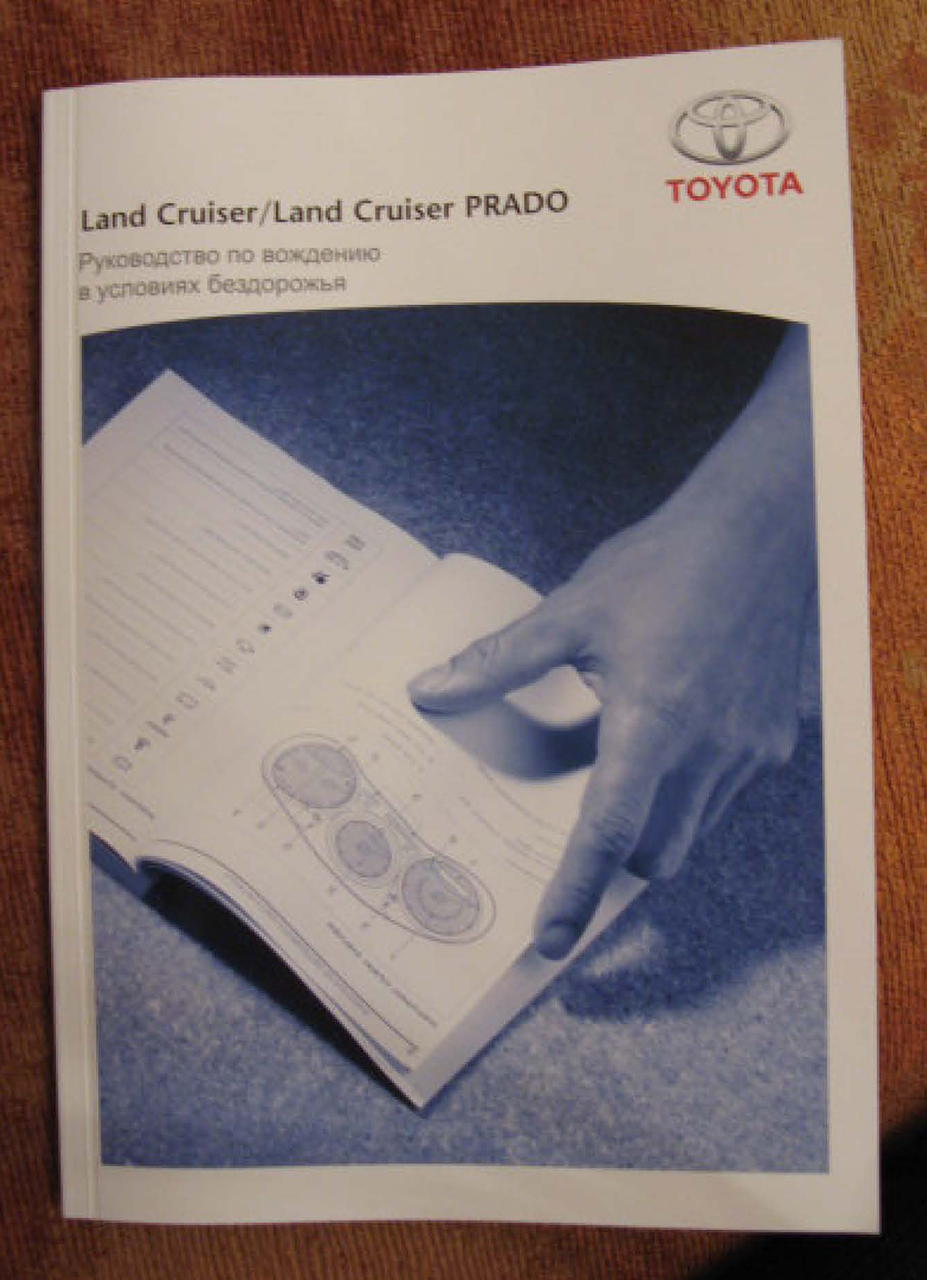 TOYOTA
Land Cruiser/Land Cruiser PRADO
Руководство по вождению
в условиях бездорожья